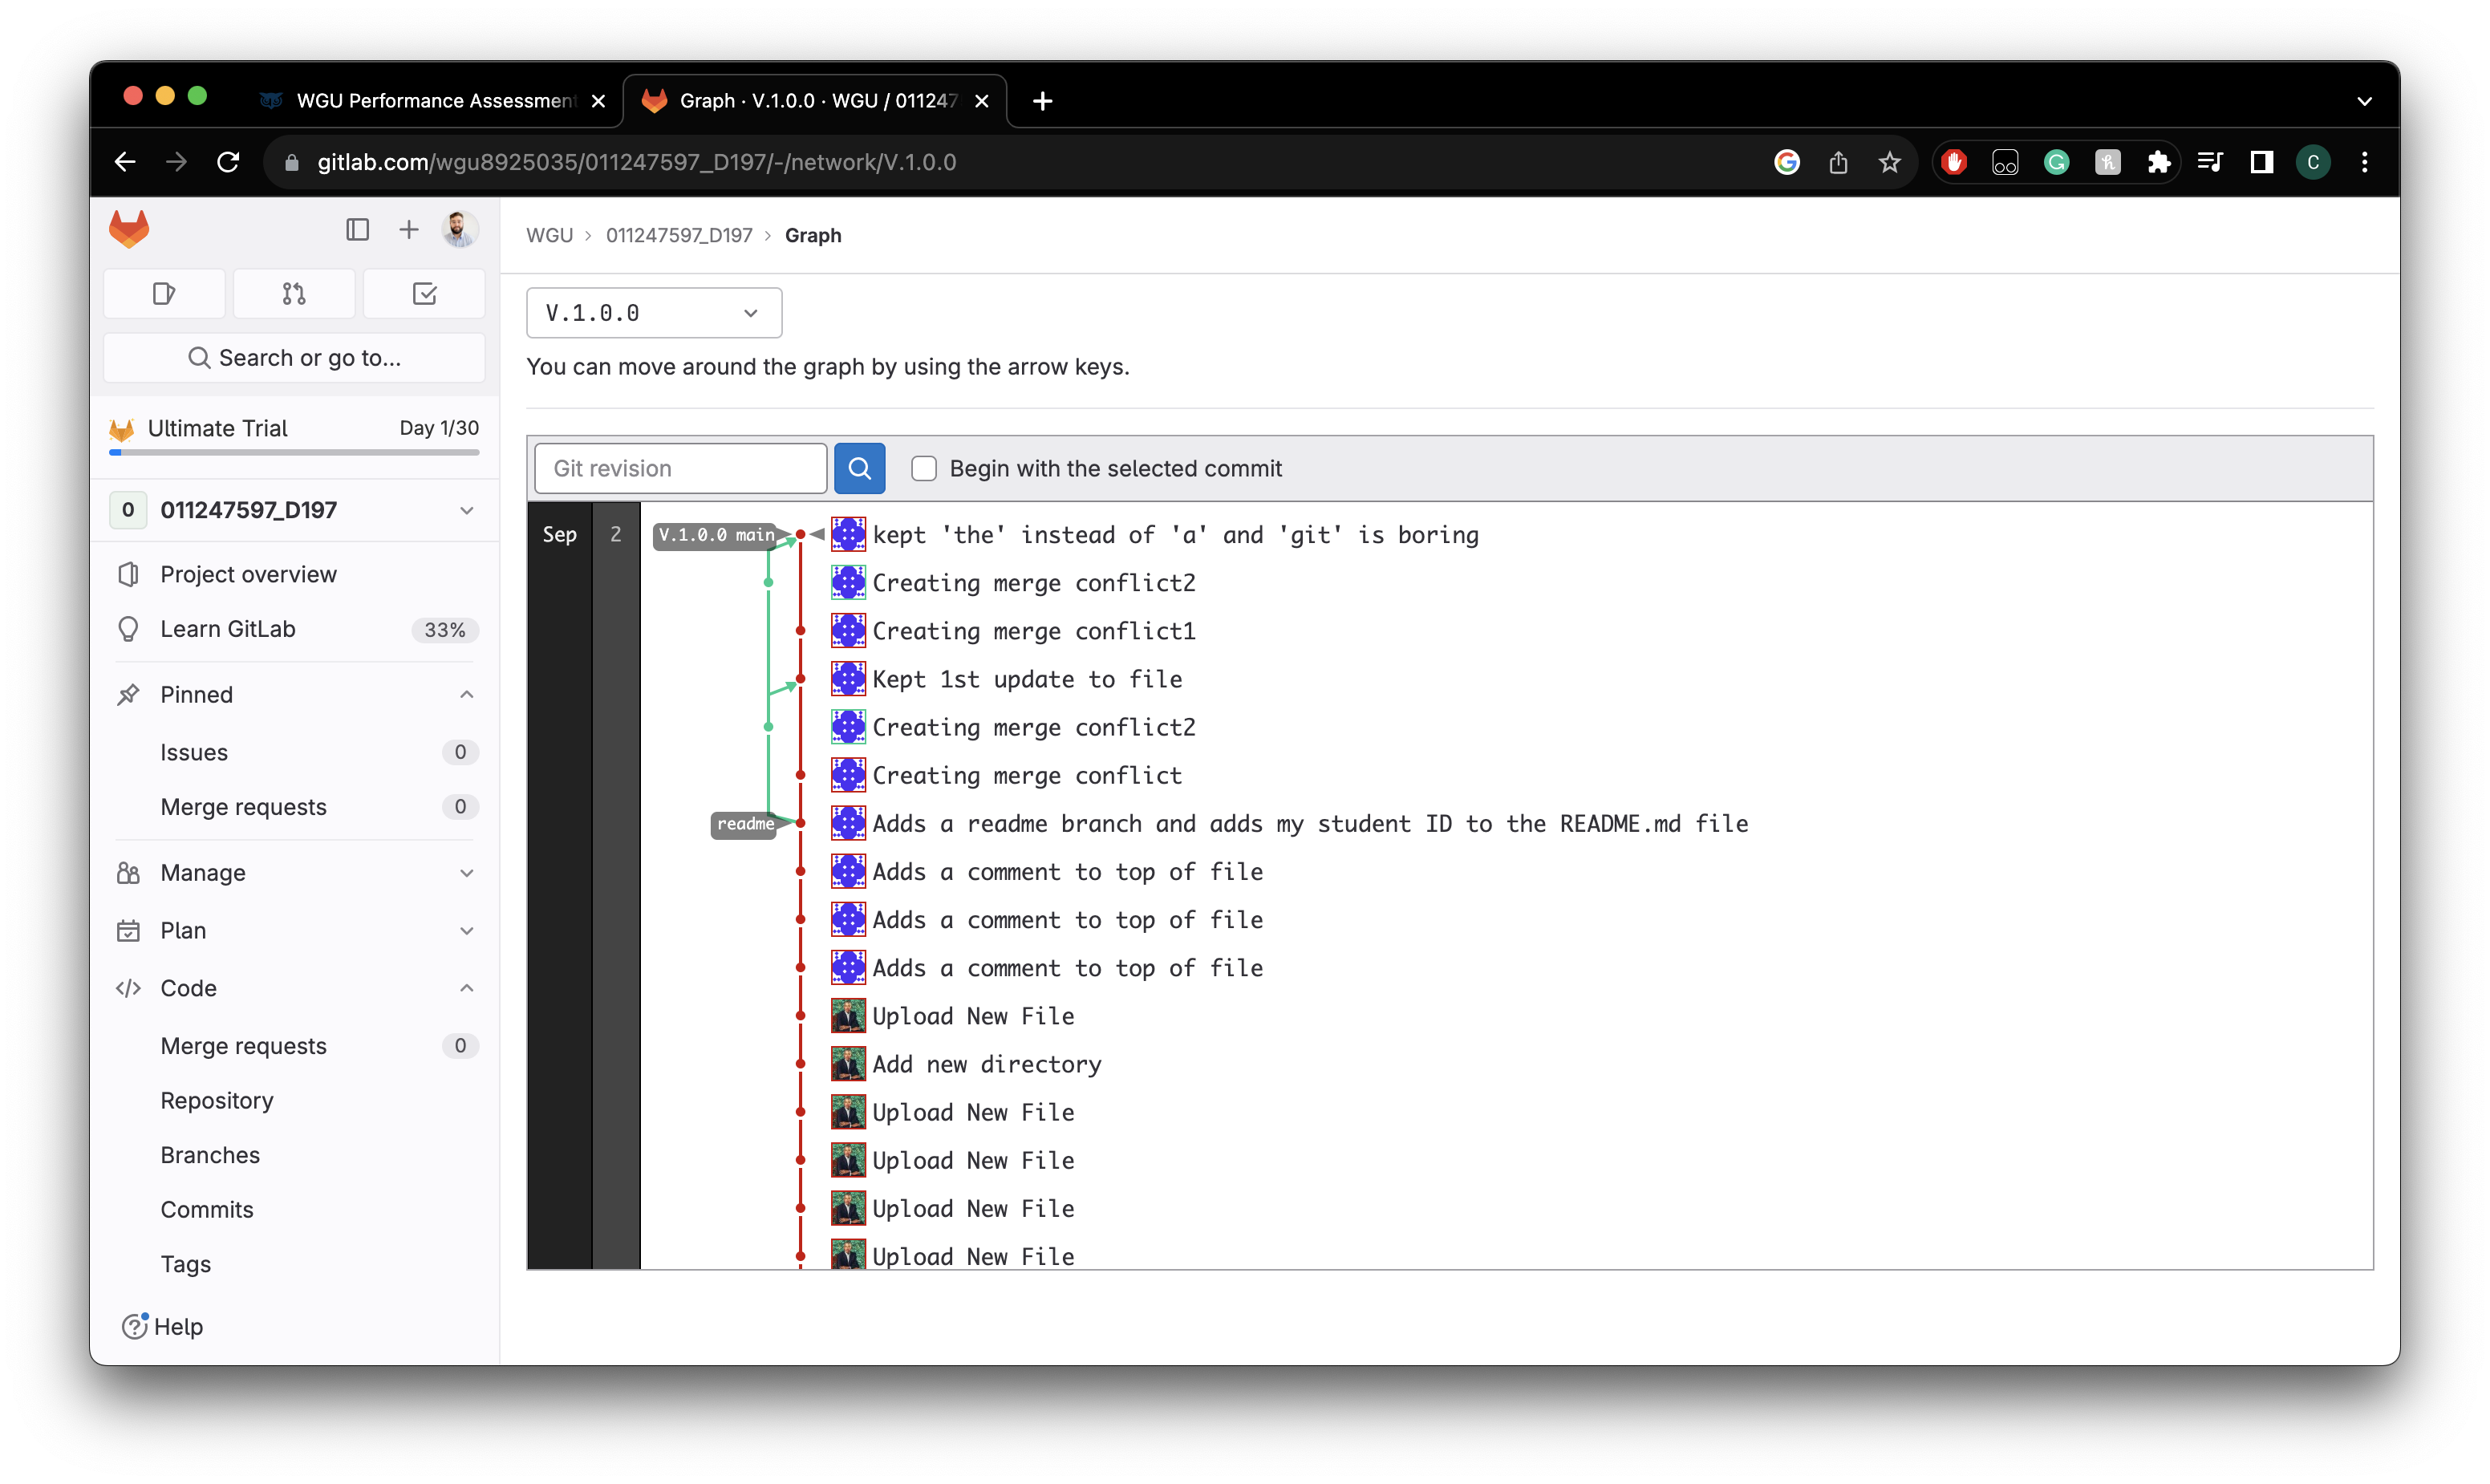 WGU Performance Assessment
Graph · V.1.0.0 · WGU / 011247
gitlab.com/wgu8925035/011247597_D197/-/network/V.1.0.0
C
WGU › 011247597_D197 › Graph
V.1.0.0
You can move around the graph by using the arrow keys.
Search or go to...
Ultimate Trial Day 1/30
0 011247597_D197
Project overview
Learn GitLab 33%
Pinned
Issues 0
Merge requests 0
Manage
Plan
Code
Merge requests 0
Repository
Branches
Commits
Tags
Help
Git revision
Begin with the selected commit
Sep 2
V.1.0.0 main kept 'the' instead of 'a' and 'git' is boring
Creating merge conflict2
Creating merge conflict1
Kept 1st update to file
Creating merge conflict2
Creating merge conflict
readme Adds a readme branch and adds my student ID to the README.md file
Adds a comment to top of file
Adds a comment to top of file
Adds a comment to top of file
Upload New File
Add new directory
Upload New File
Upload New File
Upload New File
Upload New File